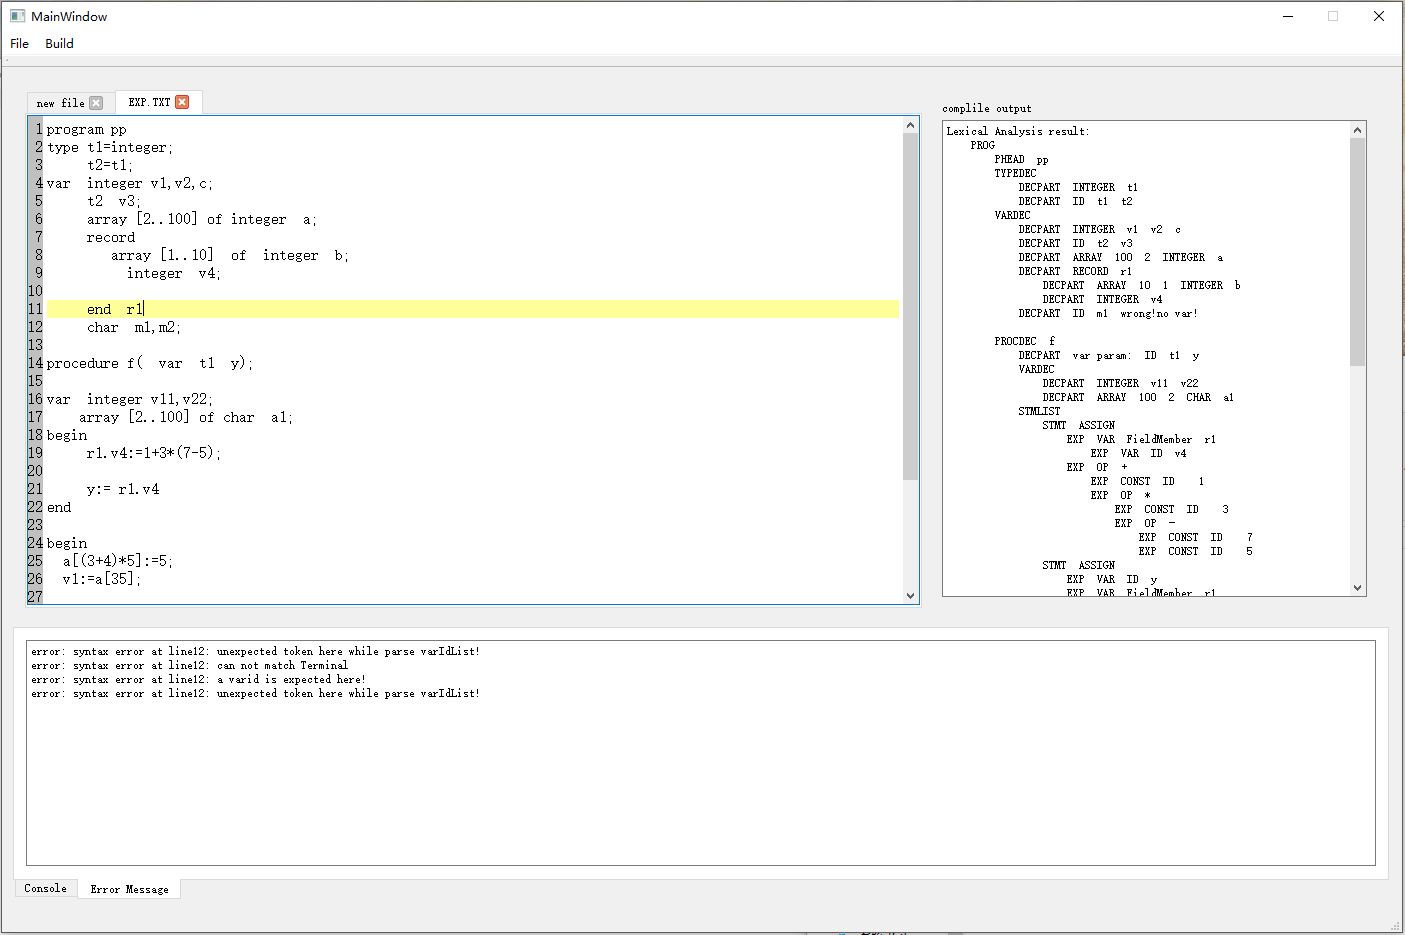 MainWindow
File Build
new file EXP.TXT
1 program pp
2 type t1=integer;
3 t2=t1;
4 var integer v1,v2,c;
5 t2 v3;
6 array [2..100] of integer a;
7 record
8 array [1..10] of integer b;
9 integer v4;
10
11 end r1
12 char m1,m2;
13
14 procedure f( var t1 y);
15
16 var integer v11,v22;
17 array [2..100] of char a1;
18 begin
19 r1.v4:=1+3*(7-5);
20
21 y:= r1.v4
22 end
23
24 begin
25 a[(3+4)*5]:=5;
26 v1:=a[35];
27
complile output
Lexical Analysis result:
PROG
PHEAD pp
TYPEDEC
DECPART INTEGER t1
DECPART ID t1 t2
VARDEC
DECPART INTEGER v1 v2 c
DECPART ID t2 v3
DECPART ARRAY 100 2 INTEGER a
DECPART RECORD r1
DECPART ARRAY 10 1 INTEGER b
DECPART INTEGER v4
DECPART ID m1 wrong!no var!
PROCDEC f
DECPART var param: ID t1 y
VARDEC
DECPART INTEGER v11 v22
DECPART ARRAY 100 2 CHAR a1
STMLIST
STMT ASSIGN
EXP VAR FieldMember r1
EXP VAR ID v4
EXP OP +
EXP CONST ID 1
EXP OP *
EXP CONST ID 3
EXP OP -
EXP CONST ID 7
EXP CONST ID 5
STMT ASSIGN
EXP VAR ID y
EXP VAR FieldMember r1
error: syntax error at line12: unexpected token here while parse varIdList!
error: syntax error at line12: can not match Terminal
error: syntax error at line12: a varid is expected here!
error: syntax error at line12: unexpected token here while parse varIdList!
Console Error Message